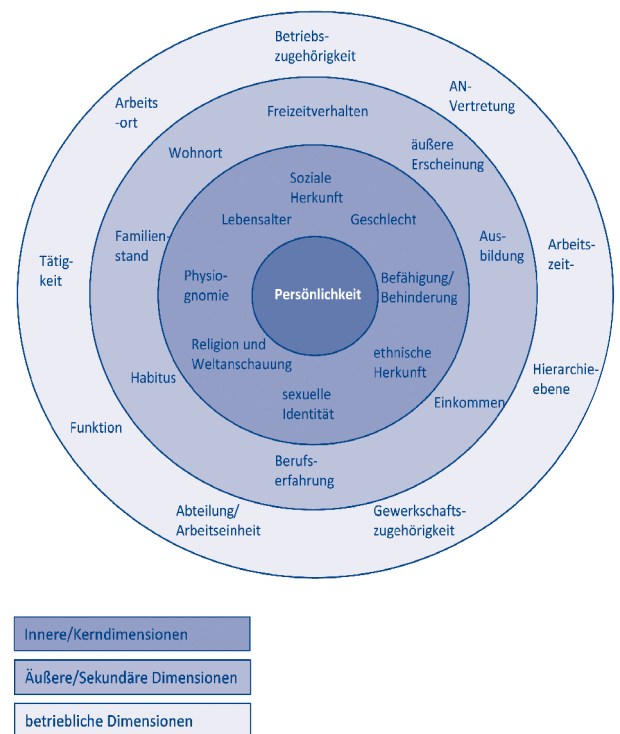 Betriebs-
zugehörigkeit
AN-
Vertretung
Arbeits
-ort
Freizeitverhalten
äußere
Erscheinung
Wohnort
Soziale
Herkunft
Lebensalter
Geschlecht
Familien-
stand
Aus-
bildung
Arbeits-
zeit-
Tätig-
keit
Physio-
gnomie
Persönlichkeit
Befähigung/
Behinderung
Religion und
Weltanschauung
ethnische
Herkunft
Hierarchie-
ebene
Habitus
sexuelle
Identität
Einkommen
Funktion
Berufs-
erfahrung
Abteilung/
Arbeitseinheit
Gewerkschafts-
zugehörigkeit
Innere/Kerndimensionen
Äußere/Sekundäre Dimensionen
betriebliche Dimensionen